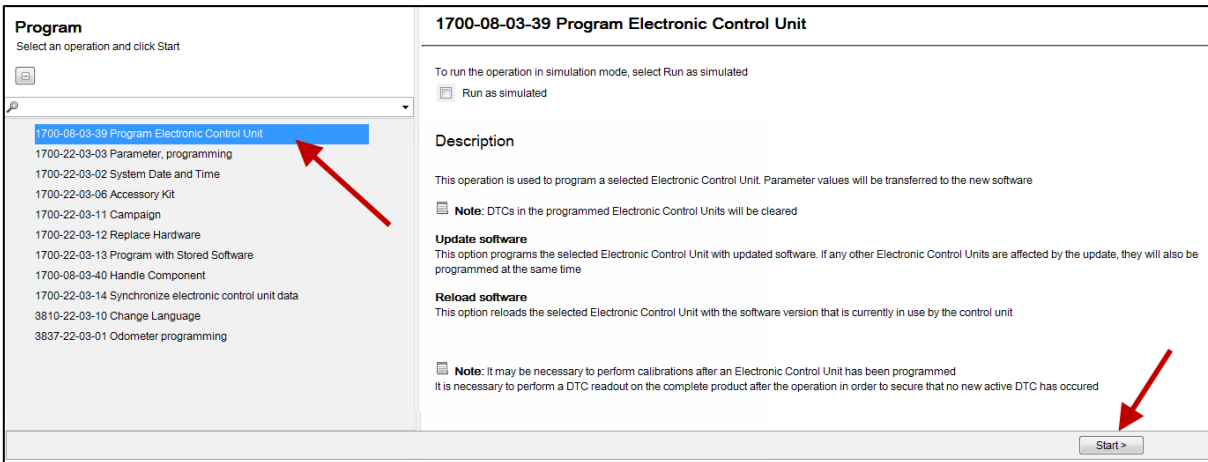 Program
Select an operation and click Start
1700-08-03-39 Program Electronic Control Unit
1700-22-03-03 Parameter, programming
1700-22-03-02 System Date and Time
1700-22-03-06 Accessory Kit
1700-22-03-11 Campaign
1700-22-03-12 Replace Hardware
1700-22-03-13 Program with Stored Software
1700-08-03-40 Handle Component
1700-22-03-14 Synchronize electronic control unit data
3810-22-03-10 Change Language
3837-22-03-01 Odometer programming
1700-08-03-39 Program Electronic Control Unit
To run the operation in simulation mode, select Run as simulated
Run as simulated
Description
This operation is used to program a selected Electronic Control Unit. Parameter values will be transferred to the new software
Note: DTCs in the programmed Electronic Control Units will be cleared
Update software
This option programs the selected Electronic Control Unit with updated software. If any other Electronic Control Units are affected by the update, they will also be
programmed at the same time
Reload software
This option reloads the selected Electronic Control Unit with the software version that is currently in use by the control unit
Note: It may be necessary to perform calibrations after an Electronic Control Unit has been programmed
It is necessary to perform a DTC readout on the complete product after the operation in order to secure that no new active DTC has occured
Start >